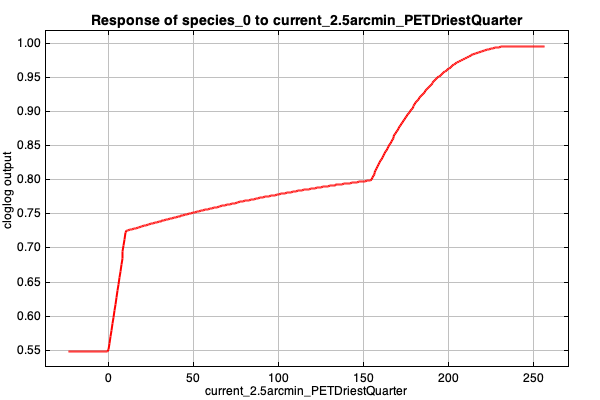 Response of species_0 to current_2.5arcmin_PETDriestQuarter
1.00
0.95
0.90
0.85
0.80
0.75
0.70
0.65
0.60
0.55
cloglog output
0 50 100 150 200 250
current_2.5arcmin_PETDriestQuarter